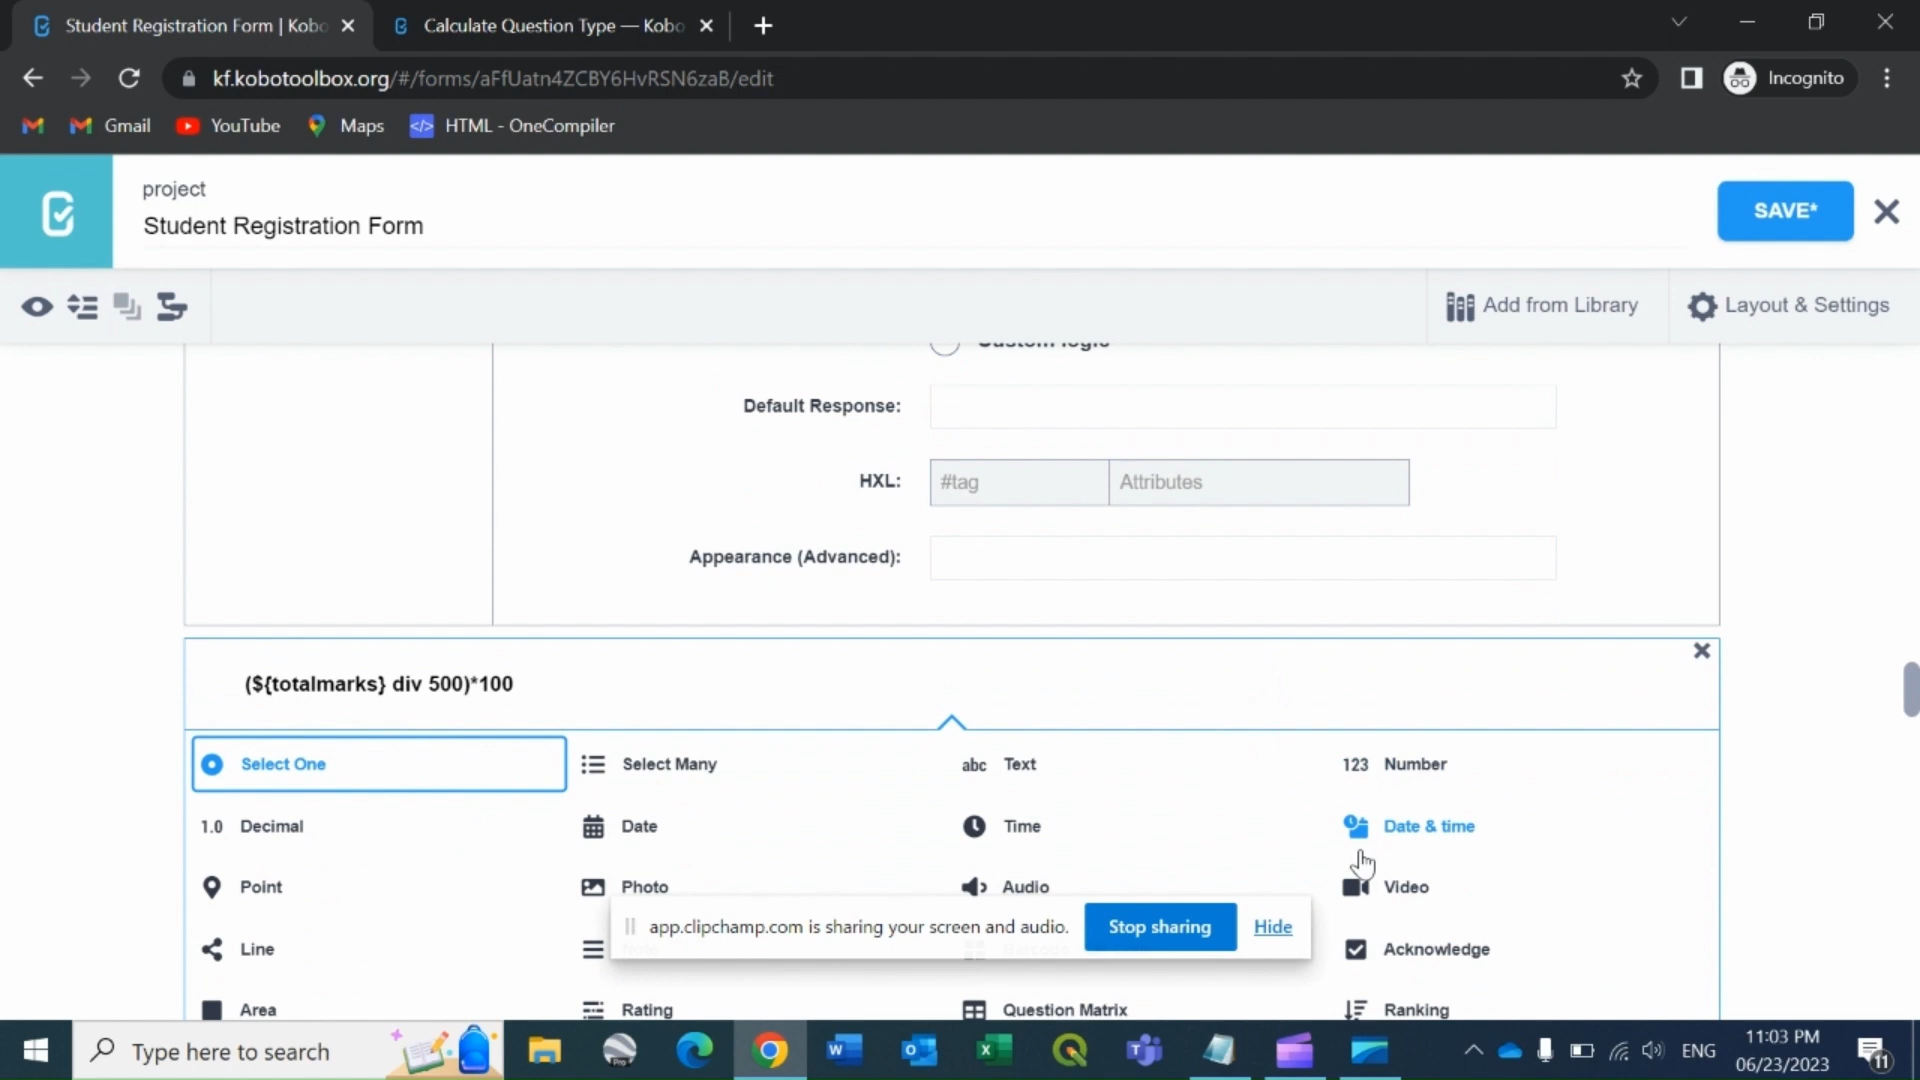 Student Registration Form | Kobo
Calculate Question Type — Kobo
kf.kobotoolbox.org/#/forms/aFfUatn4ZCBY6HvRSN6zaB/edit
Incognito
Gmail
YouTube
Maps
HTML - OneCompiler
project
Student Registration Form
SAVE*
Add from Library
Layout & Settings
Custom logic
Default Response:
HXL:
#tag
Attributes
Appearance (Advanced):
(${totalmarks} div 500)*100
Select One
Select Many
abc Text
123 Number
1.0 Decimal
Date
Time
Date & time
Point
Photo
Audio
Video
app.clipchamp.com is sharing your screen and audio.
Stop sharing
Hide
Line
Acknowledge
Area
Rating
Question Matrix
Ranking
Type here to search
ENG
11:03 PM
06/23/2023
11